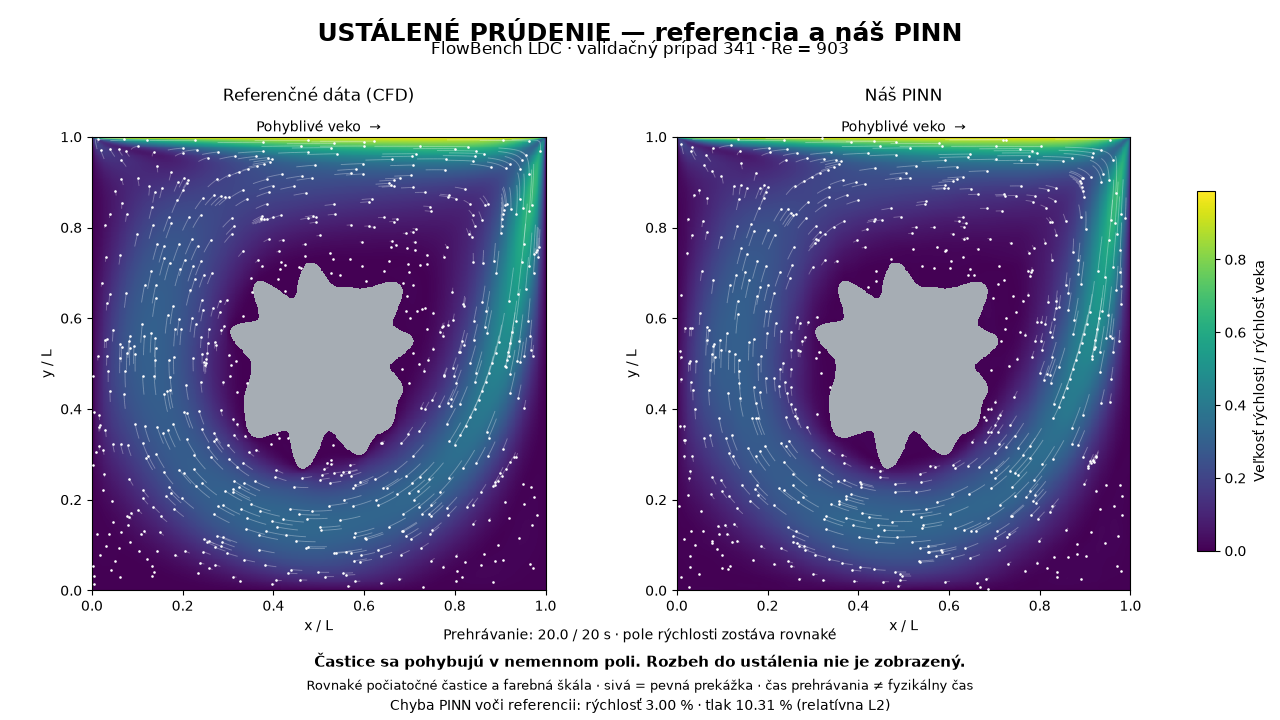 USTÁLENÉ PRÚDENIE — referencia a náš PINN
FlowBench LDC · validačný prípad 341 · Re = 903
Referenčné dáta (CFD)
Pohyblivé veko →
1.0
0.8
0.6
0.4
0.2
0.0
y / L
0.0 0.2 0.4 0.6 0.8 1.0
x / L
Náš PINN
Pohyblivé veko →
1.0
0.8
0.6
0.4
0.2
0.0
y / L
0.0 0.2 0.4 0.6 0.8 1.0
x / L
0.8
0.6
0.4
0.2
0.0
Veľkosť rýchlosti / rýchlosť veka
Prehrávanie: 20.0 / 20 s · pole rýchlosti zostáva rovnaké
Častice sa pohybujú v nemennom poli. Rozbeh do ustálenia nie je zobrazený.
Rovnaké počiatočné častice a farebná škála · sivá = pevná prekážka · čas prehrávania ≠ fyzikálny čas
Chyba PINN voči referencii: rýchlosť 3.00 % · tlak 10.31 % (relatívna L2)